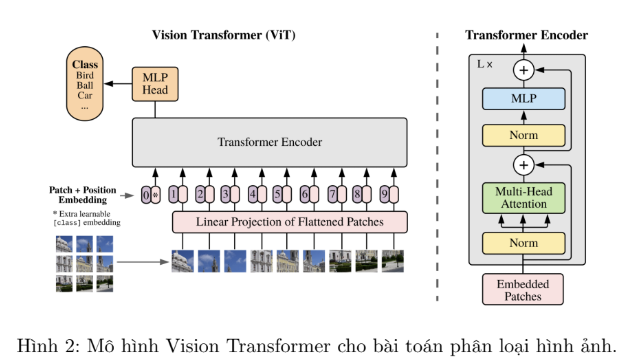 Vision Transformer (ViT)
Class
Bird
Ball
Car
...
MLP
Head
Transformer Encoder
Patch + Position
Embedding
* Extra learnable
[class] embedding
0 * 1 2 3 4 5 6 7 8 9
Linear Projection of Flattened Patches
Transformer Encoder
L x
+
MLP
Norm
+
Multi-Head
Attention
Norm
Embedded
Patches
Hình 2: Mô hình Vision Transformer cho bài toán phân loại hình ảnh.